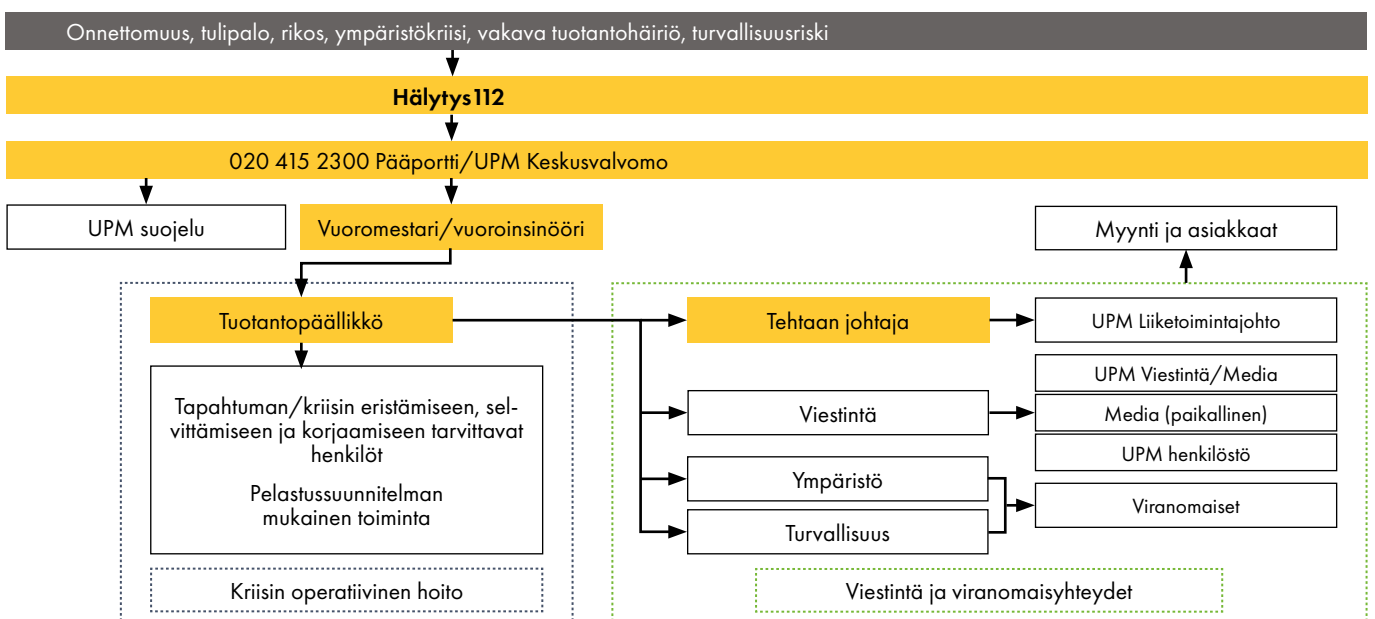 Onnettomuus, tulipalo, rikos, ympäristökriisi, vakava tuotantohäiriö, turvallisuusriski
Hälytys112
020 415 2300 Pääportti/UPM Keskusvalvomo
UPM suojelu
Vuoromestari/vuoroinsinööri
Myynti ja asiakkaat
Tuotantopäällikkö
Tehtaan johtaja
UPM Liiketoimintajohto
Tapahtuman/kriisin eristämiseen, sel-
vittämiseen ja korjaamiseen tarvittavat
henkilöt
Pelastussuunnitelman
mukainen toiminta
UPM Viestintä/Media
Viestintä
Media (paikallinen)
UPM henkilöstö
Ympäristö
Viranomaiset
Turvallisuus
Kriisin operatiivinen hoito
Viestintä ja viranomaisyhteydet